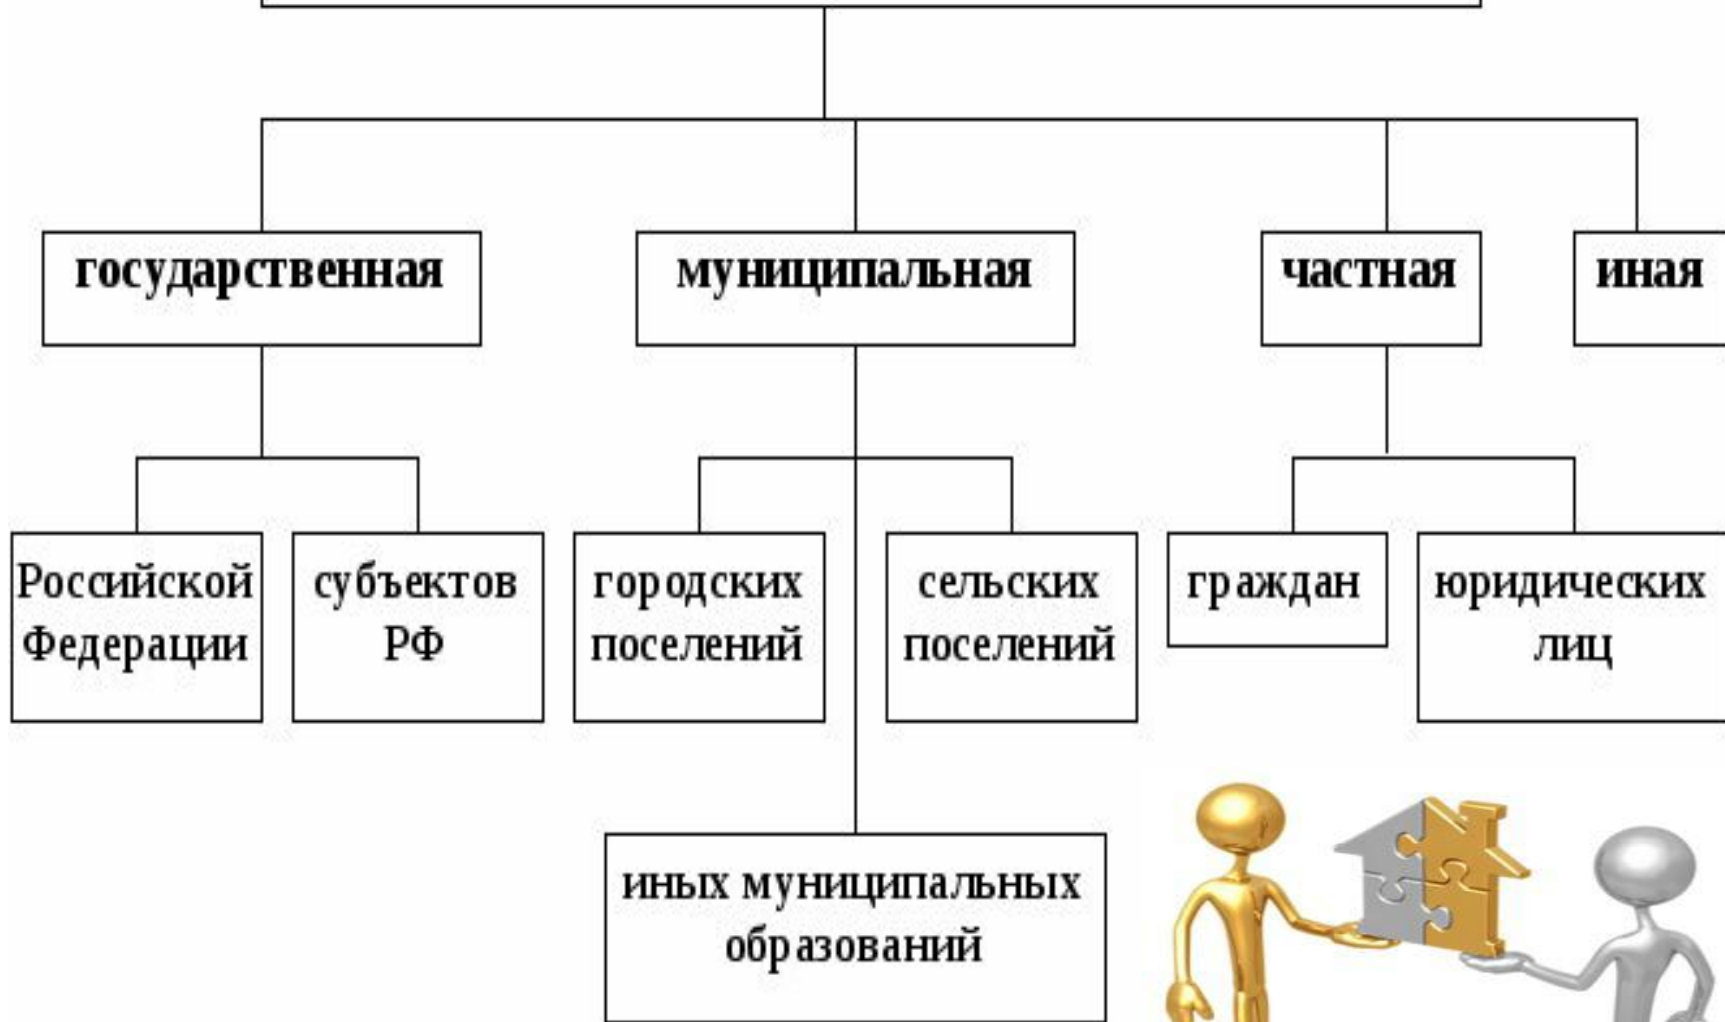 государственная
муниципальная
частная
иная
Российской
Федерации
субъектов
РФ
городских
поселений
сельских
поселений
граждан
юридических
лиц
иных муниципальных
образований